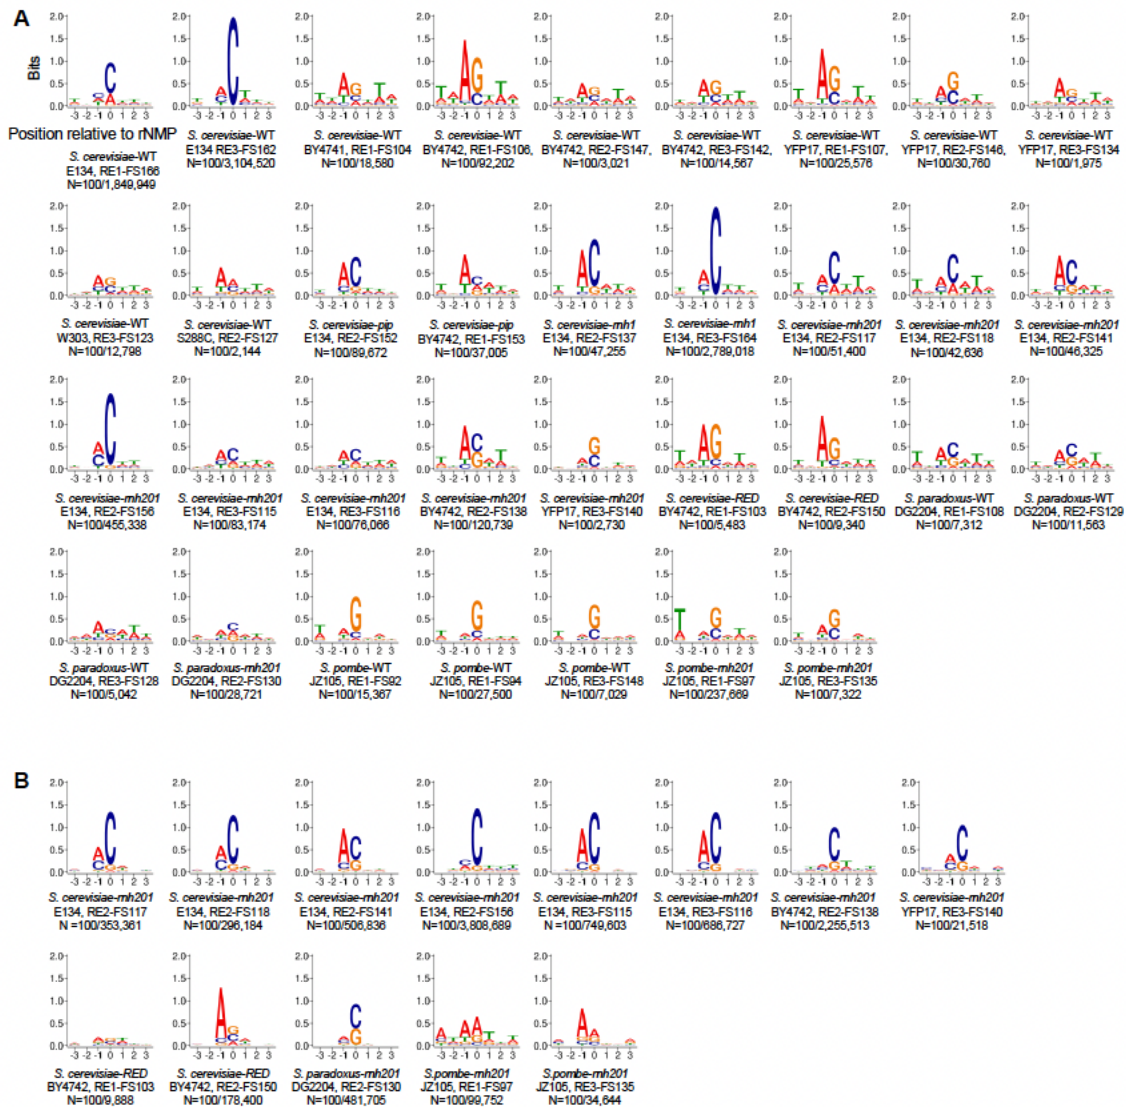 A
Bits
Position relative to rNMP
S. cerevisiae-WT
E134, RE1-FS166
N=100/1,849,949
S. cerevisiae-WT
E134 RE3-FS162
N=100/3,104,520
S. cerevisiae-WT
BY4741, RE1-FS104
N=100/18,580
S. cerevisiae-WT
BY4742, RE1-FS106,
N=100/92,202
S. cerevisiae-WT
BY4742, RE2-FS147,
N=100/3,021
S. cerevisiae-WT
BY4742, RE3-FS142,
N=100/14,567
S. cerevisiae-WT
YFP17, RE1-FS107,
N=100/25,576
S. cerevisiae-WT
YFP17, RE2-FS146,
N=100/30,760
S. cerevisiae-WT
YFP17, RE3-FS134
N=100/1,975
S. cerevisiae-WT
W303, RE3-FS123
N=100/12,798
S. cerevisiae-WT
S288C, RE2-FS127
N=100/2,144
S. cerevisiae-pip
E134, RE2-FS152
N=100/89,672
S. cerevisiae-pip
BY4742, RE1-FS153
N=100/37,005
S. cerevisiae-rnh1
E134, RE2-FS137
N=100/47,255
S. cerevisiae-rnh1
E134, RE3-FS164
N=100/2,789,018
S. cerevisiae-rnh201
E134, RE2-FS117
N=100/51,400
S. cerevisiae-rnh201
E134, RE2-FS118
N=100/42,636
S. cerevisiae-rnh201
E134, RE2-FS141
N=100/46,325
S. cerevisiae-rnh201
E134, RE2-FS156
N=100/455,338
S. cerevisiae-rnh201
E134, RE3-FS115
N=100/83,174
S. cerevisiae-rnh201
E134, RE3-FS116
N=100/76,066
S. cerevisiae-rnh201
BY4742, RE2-FS138
N=100/120,739
S. cerevisiae-rnh201
YFP17, RE3-FS140
N=100/2,730
S. cerevisiae-RED
BY4742, RE1-FS103
N=100/5,483
S. cerevisiae-RED
BY4742, RE2-FS150
N=100/9,340
S. paradoxus-WT
DG2204, RE1-FS108
N=100/7,312
S. paradoxus-WT
DG2204, RE2-FS129
N=100/11,563
S. paradoxus-WT
DG2204, RE3-FS128
N=100/5,042
S. paradoxus-rnh201
DG2204, RE2-FS130
N=100/28,721
S. pombe-WT
JZ105, RE1-FS92
N=100/15,367
S. pombe-WT
JZ105, RE1-FS94
N=100/27,500
S. pombe-WT
JZ105, RE3-FS148
N=100/7,029
S. pombe-rnh201
JZ105, RE1-FS97
N=100/237,669
S. pombe-rnh201
JZ105, RE3-FS135
N=100/7,322
B
S. cerevisiae-rnh201
E134, RE2-FS117
N =100/353,361
S. cerevisiae-rnh201
E134, RE2-FS118
N=100/296,184
S. cerevisiae-rnh201
E134, RE2-FS141
N=100/506,836
S. cerevisiae-rnh201
E134, RE2-FS156
N=100/3,808,689
S. cerevisiae-rnh201
E134, RE3-FS115
N=100/749,603
S. cerevisiae-rnh201
E134, RE3-FS116
N=100/686,727
S. cerevisiae-rnh201
BY4742, RE2-FS138
N=100/2,255,513
S. cerevisiae-rnh201
YFP17, RE3-FS140
N=100/21,518
S. cerevisiae-RED
BY4742, RE1-FS103
N=100/9,888
S. cerevisiae-RED
BY4742, RE2-FS150
N=100/178,400
S. paradoxus-rnh201
DG2204, RE2-FS130
N=100/481,705
S.pombe-rnh201
JZ105, RE1-FS97
N=100/99,752
S.pombe-rnh201
JZ105, RE3-FS135
N=100/34,644